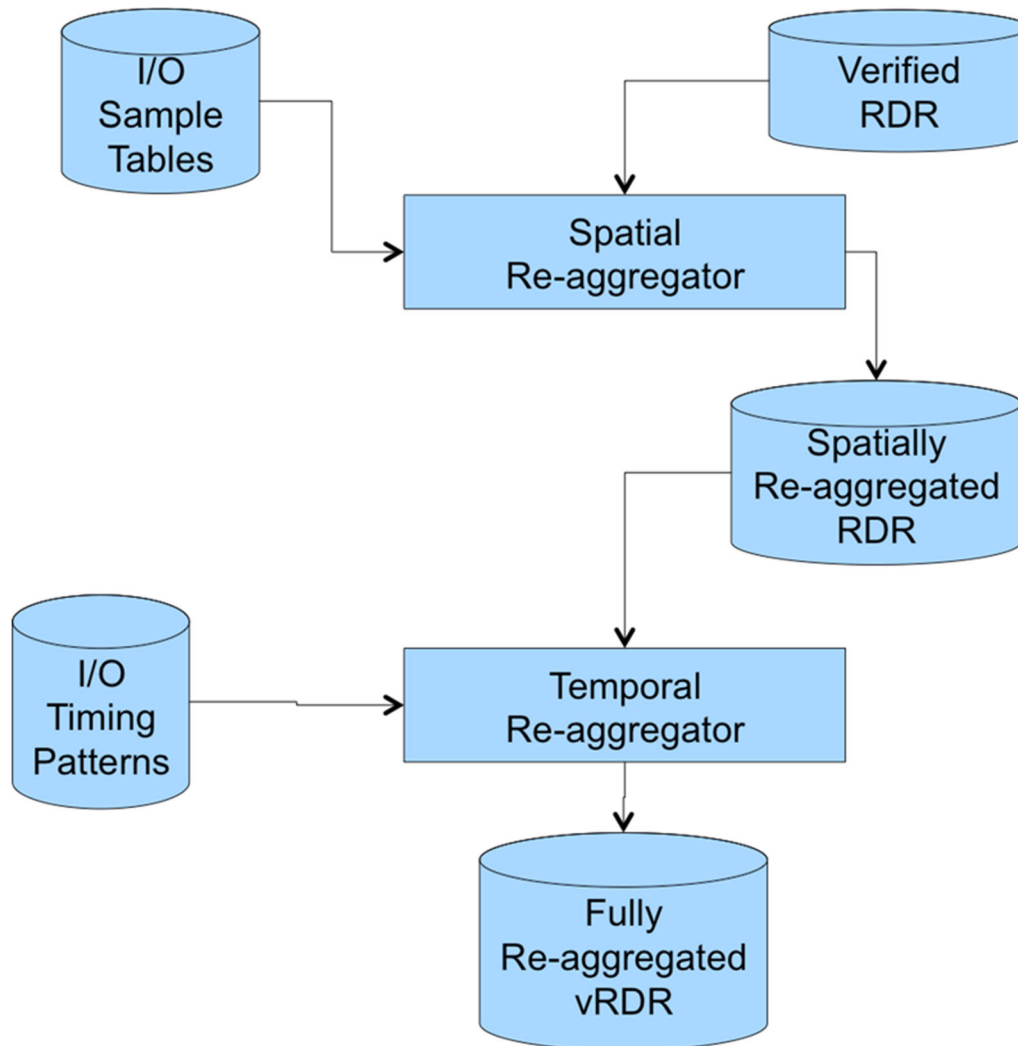 I/O
Sample
Tables
Verified
RDR
Spatial
Re-aggregator
Spatially
Re-aggregated
RDR
I/O
Timing
Patterns
Temporal
Re-aggregator
Fully
Re-aggregated
vRDR